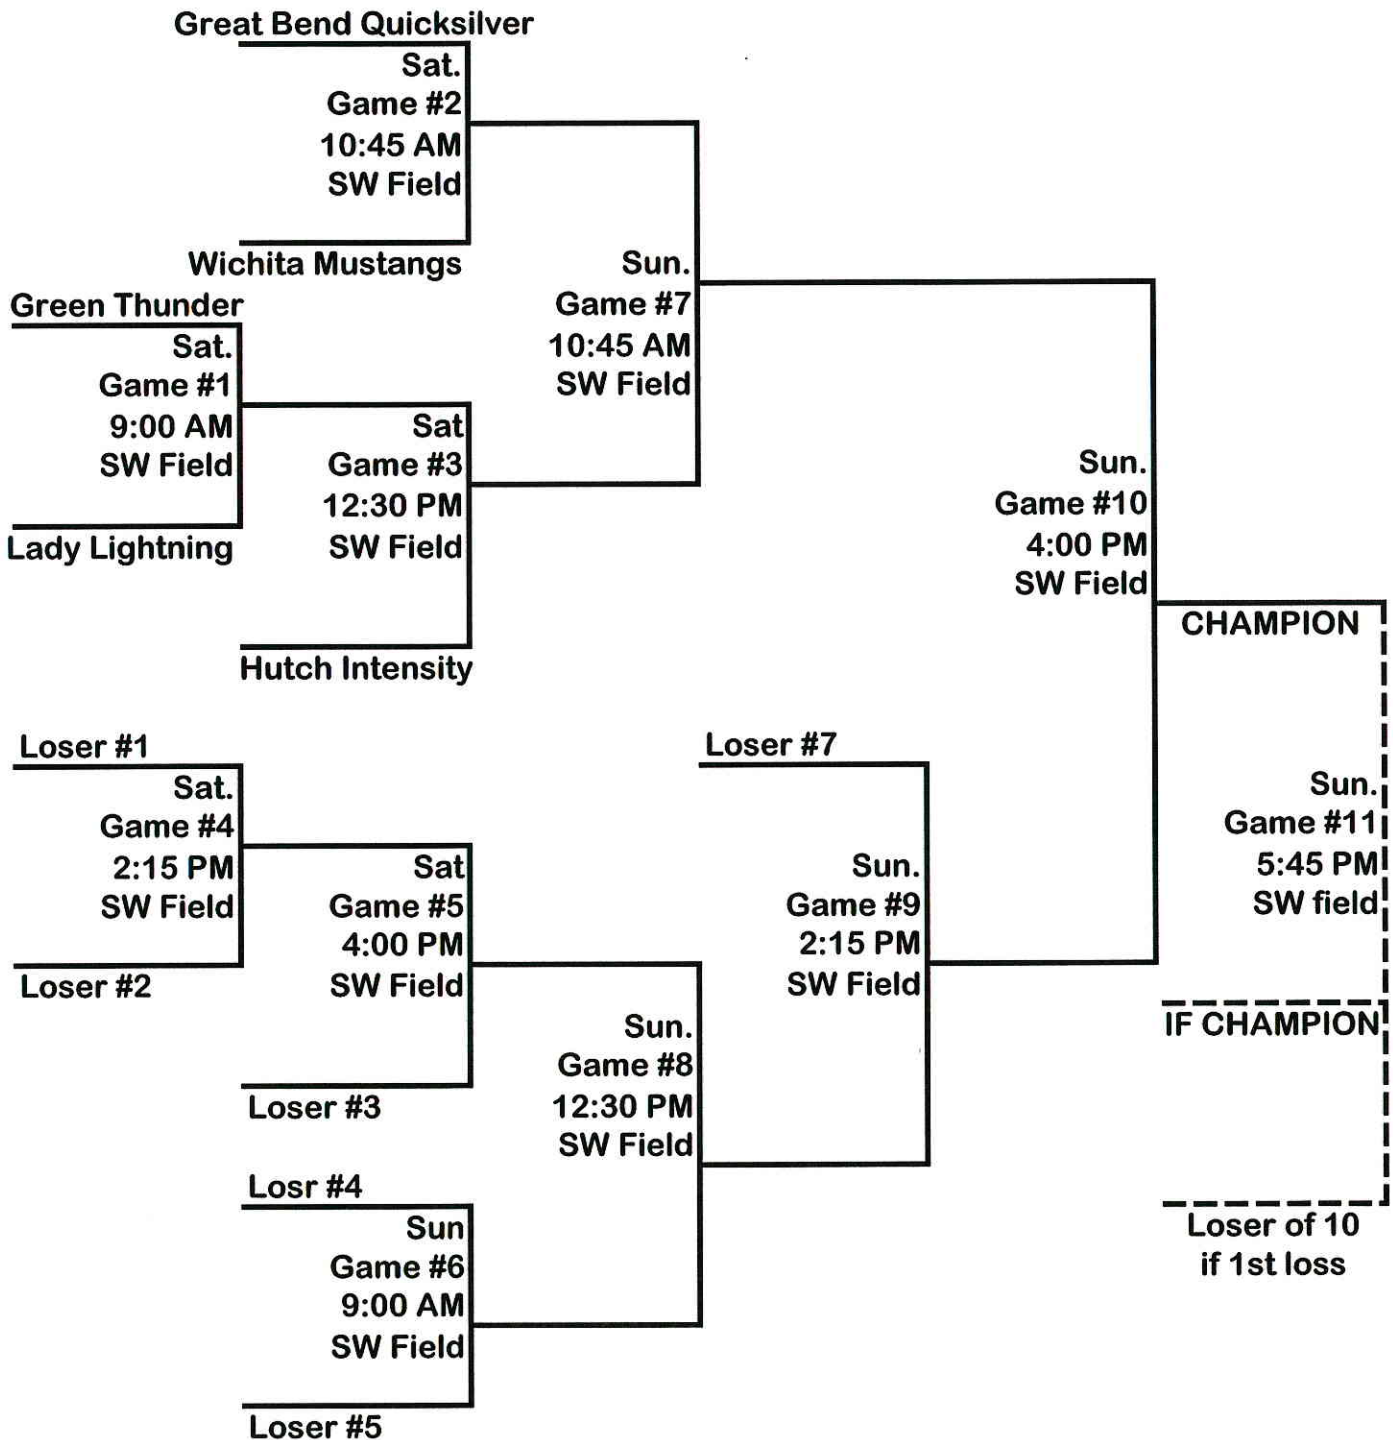 Great Bend Quicksilver
Sat.
Game #2
10:45 AM
SW Field
Wichita Mustangs
Green Thunder
Sat.
Game #1
9:00 AM
SW Field
Lady Lightning
Sat
Game #3
12:30 PM
SW Field
Hutch Intensity
Sun.
Game #7
10:45 AM
SW Field
Sun.
Game #10
4:00 PM
SW Field
CHAMPION
Loser #1
Sat.
Game #4
2:15 PM
SW Field
Loser #2
Sat
Game #5
4:00 PM
SW Field
Loser #3
Losr #4
Sun
Game #6
9:00 AM
SW Field
Loser #5
Sun.
Game #8
12:30 PM
SW Field
Loser #7
Sun.
Game #9
2:15 PM
SW Field
Sun.
Game #11
5:45 PM
SW field
IF CHAMPION
Loser of 10
if 1st loss